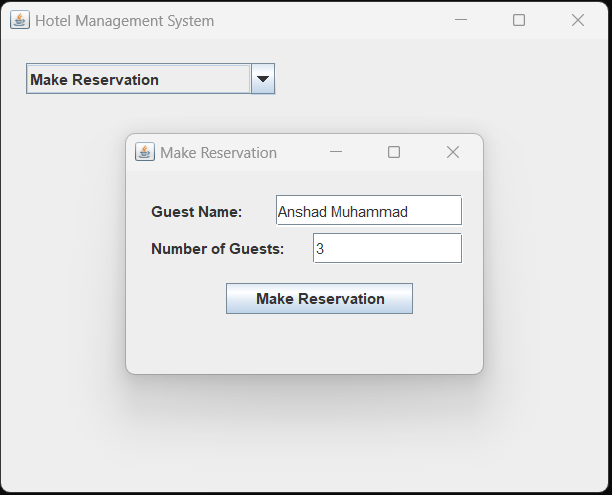 Hotel Management System
Make Reservation
Make Reservation
Guest Name: Anshad Muhammad
Number of Guests: 3
Make Reservation